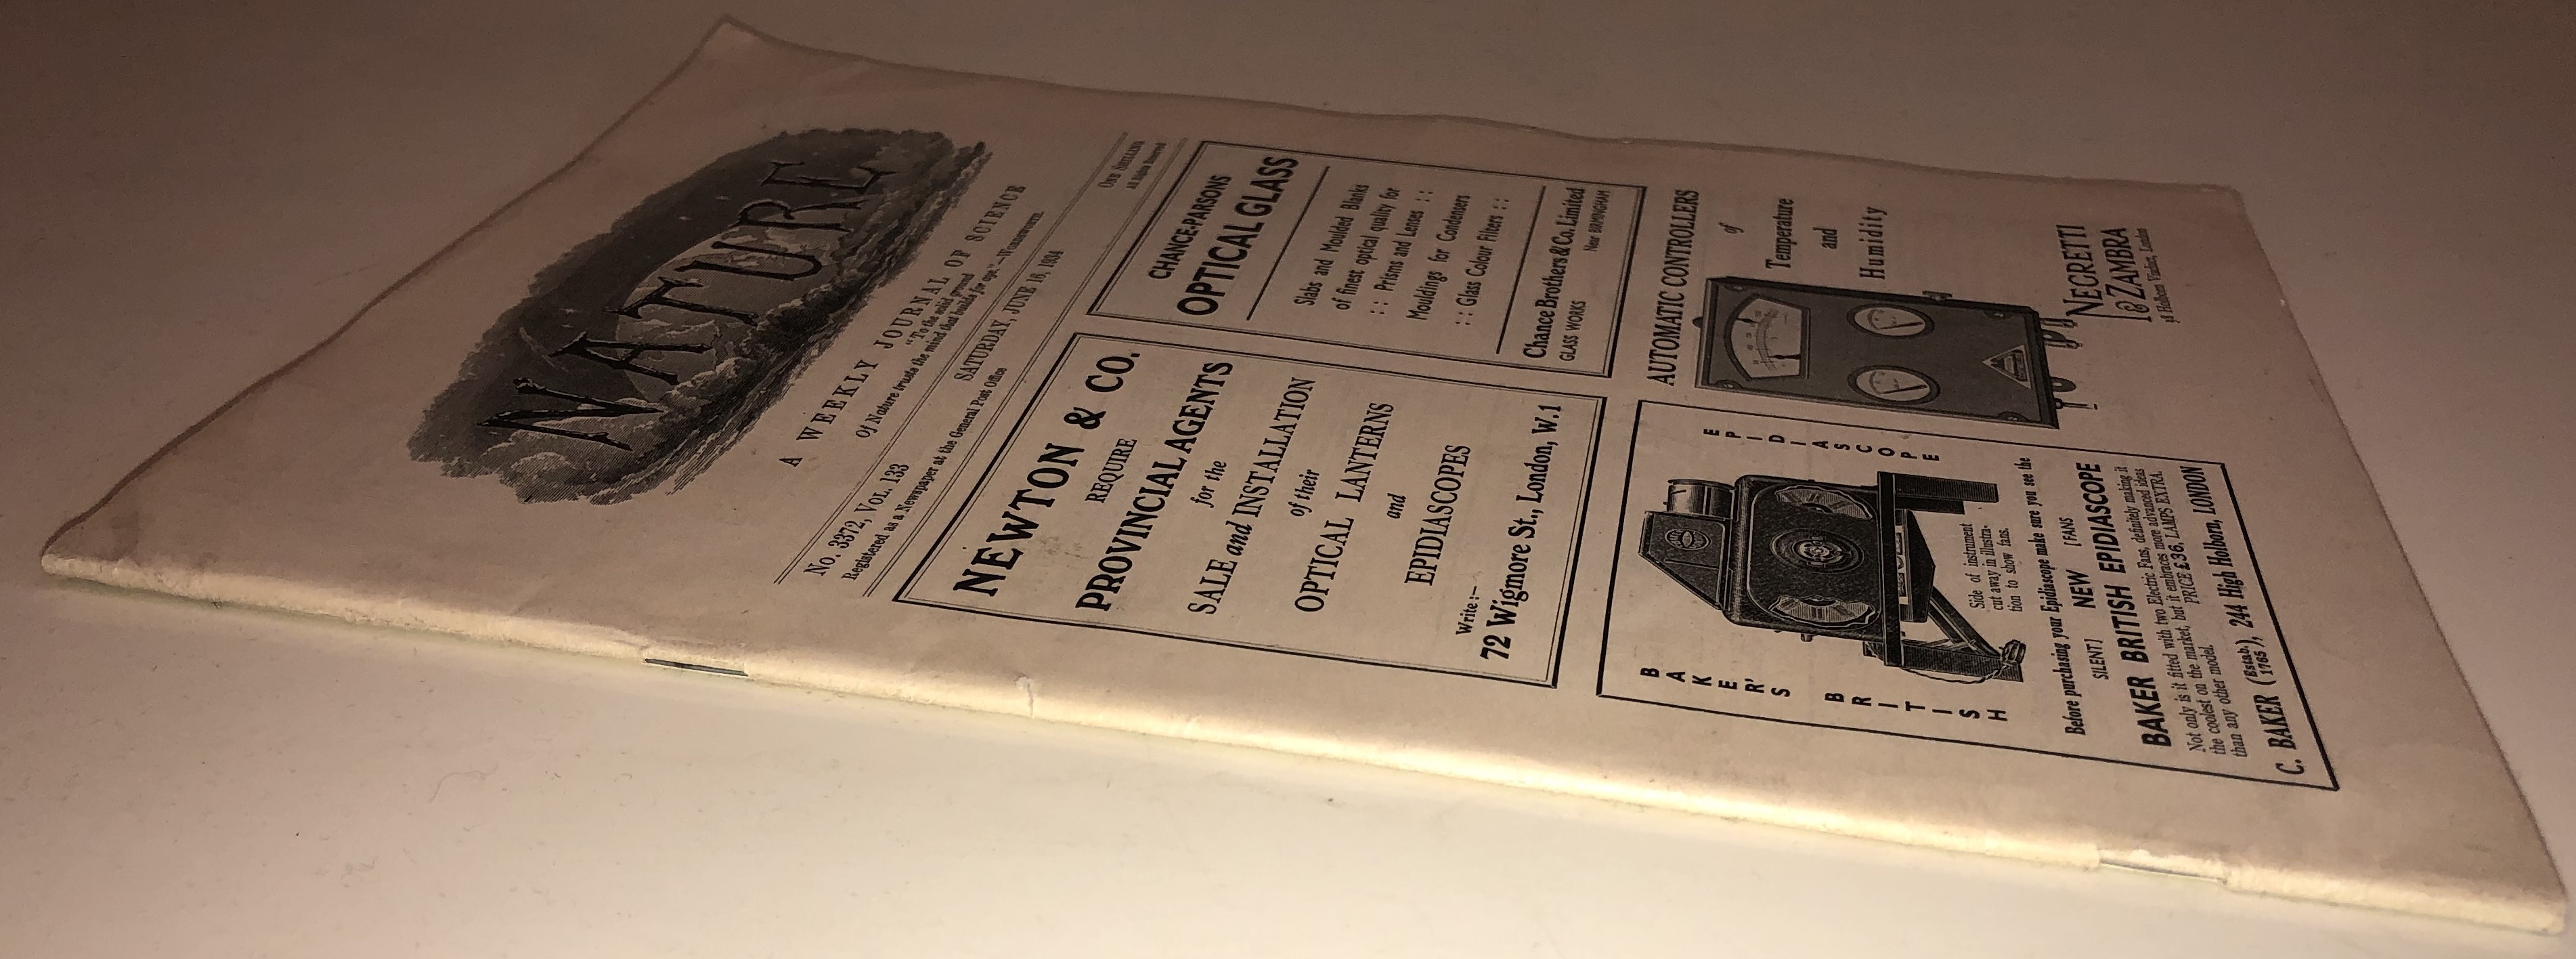 NATURE
A WEEKLY JOURNAL OF SCIENCE
"To the solid ground
Of Nature trusts the mind that builds for aye."—WORDSWORTH.
No. 3372, VOL. 133
SATURDAY, JUNE 16, 1934
ONE SHILLING
Registered as a Newspaper at the General Post Office
All Rights Reserved
NEWTON & CO.
REQUIRE
PROVINCIAL AGENTS
for the
SALE and INSTALLATION
of their
OPTICAL LANTERNS
and
EPIDIASCOPES
Write:—
72 Wigmore St., London, W.1
CHANCE-PARSONS
OPTICAL GLASS
Slabs and Moulded Blanks
of finest optical quality for
:: Prisms and Lenses ::
Mouldings for Condensers
:: Glass Colour Filters ::
Chance Brothers & Co. Limited
GLASS WORKS Near BIRMINGHAM
BAKER'S
BRITISH
EPIDIASCOPE
Side of instrument
cut away in illustra-
tion to show fans.
Before purchasing your Epidiascope make sure you see the
SILENT] NEW [FANS
BAKER BRITISH EPIDIASCOPE
Not only is it fitted with two Electric Fans, definitely making it
the coolest on the market, but it embraces more advanced ideas
than any other model. PRICE £36, LAMPS EXTRA.
C. BAKER (Estab. 1765), 244 High Holborn, LONDON
AUTOMATIC CONTROLLERS
of
Temperature
and
Humidity
NEGRETTI
& ZAMBRA
38 Holborn Viaduct, London